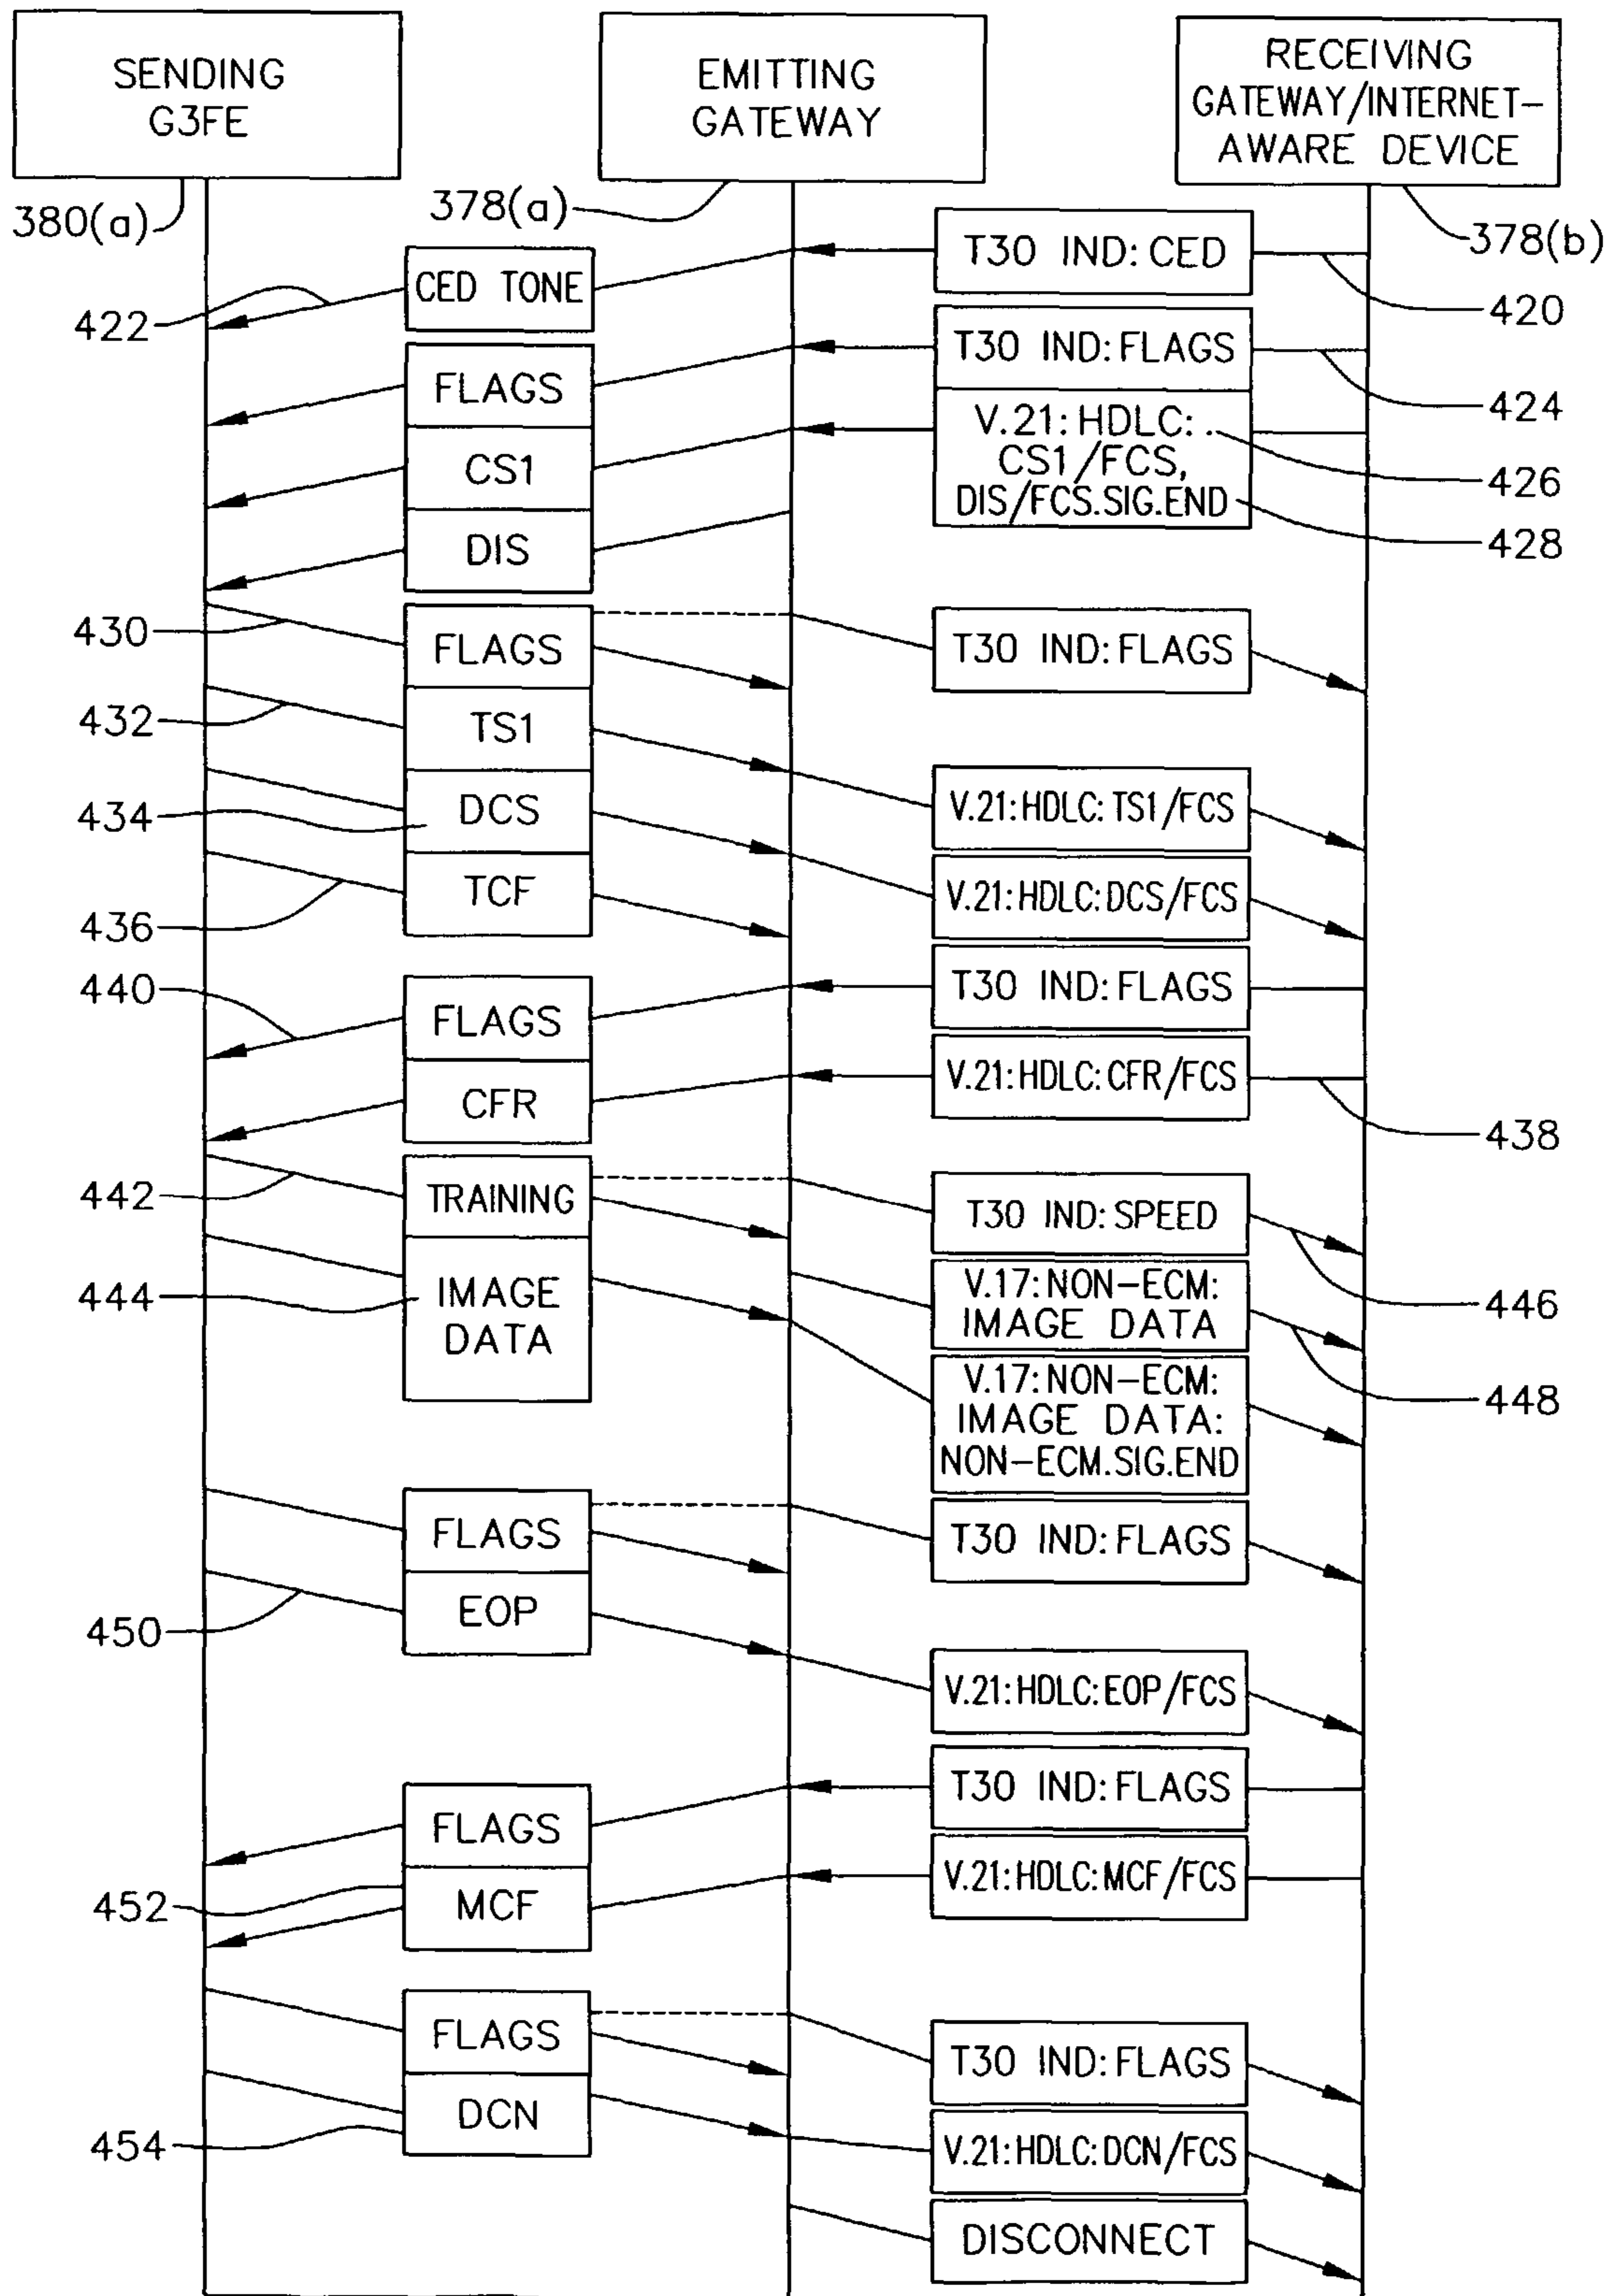 SENDING
G3FE
EMITTING
GATEWAY
RECEIVING
GATEWAY/INTERNET-
AWARE DEVICE
380(a)
378(a)
378(b)
T30 IND: CED
CED TONE
420
422
T30 IND: FLAGS
FLAGS
424
V.21: HDLC: .
CS1/FCS,
DIS/FCS.SIG.END
CS1
426
DIS
428
430
FLAGS
T30 IND: FLAGS
432
TS1
434
DCS
V.21:HDLC:TS1/FCS
436
TCF
V.21:HDLC:DCS/FCS
440
FLAGS
T30 IND: FLAGS
CFR
V.21:HDLC:CFR/FCS
438
442
TRAINING
T30 IND: SPEED
444
IMAGE
DATA
V.17: NON-ECM:
IMAGE DATA
446
V.17: NON-ECM:
IMAGE DATA:
NON-ECM.SIG.END
448
FLAGS
T30 IND: FLAGS
450
EOP
V.21:HDLC:EOP/FCS
FLAGS
T30 IND: FLAGS
452
MCF
V.21:HDLC:MCF/FCS
FLAGS
T30 IND: FLAGS
454
DCN
V.21:HDLC:DCN/FCS
DISCONNECT